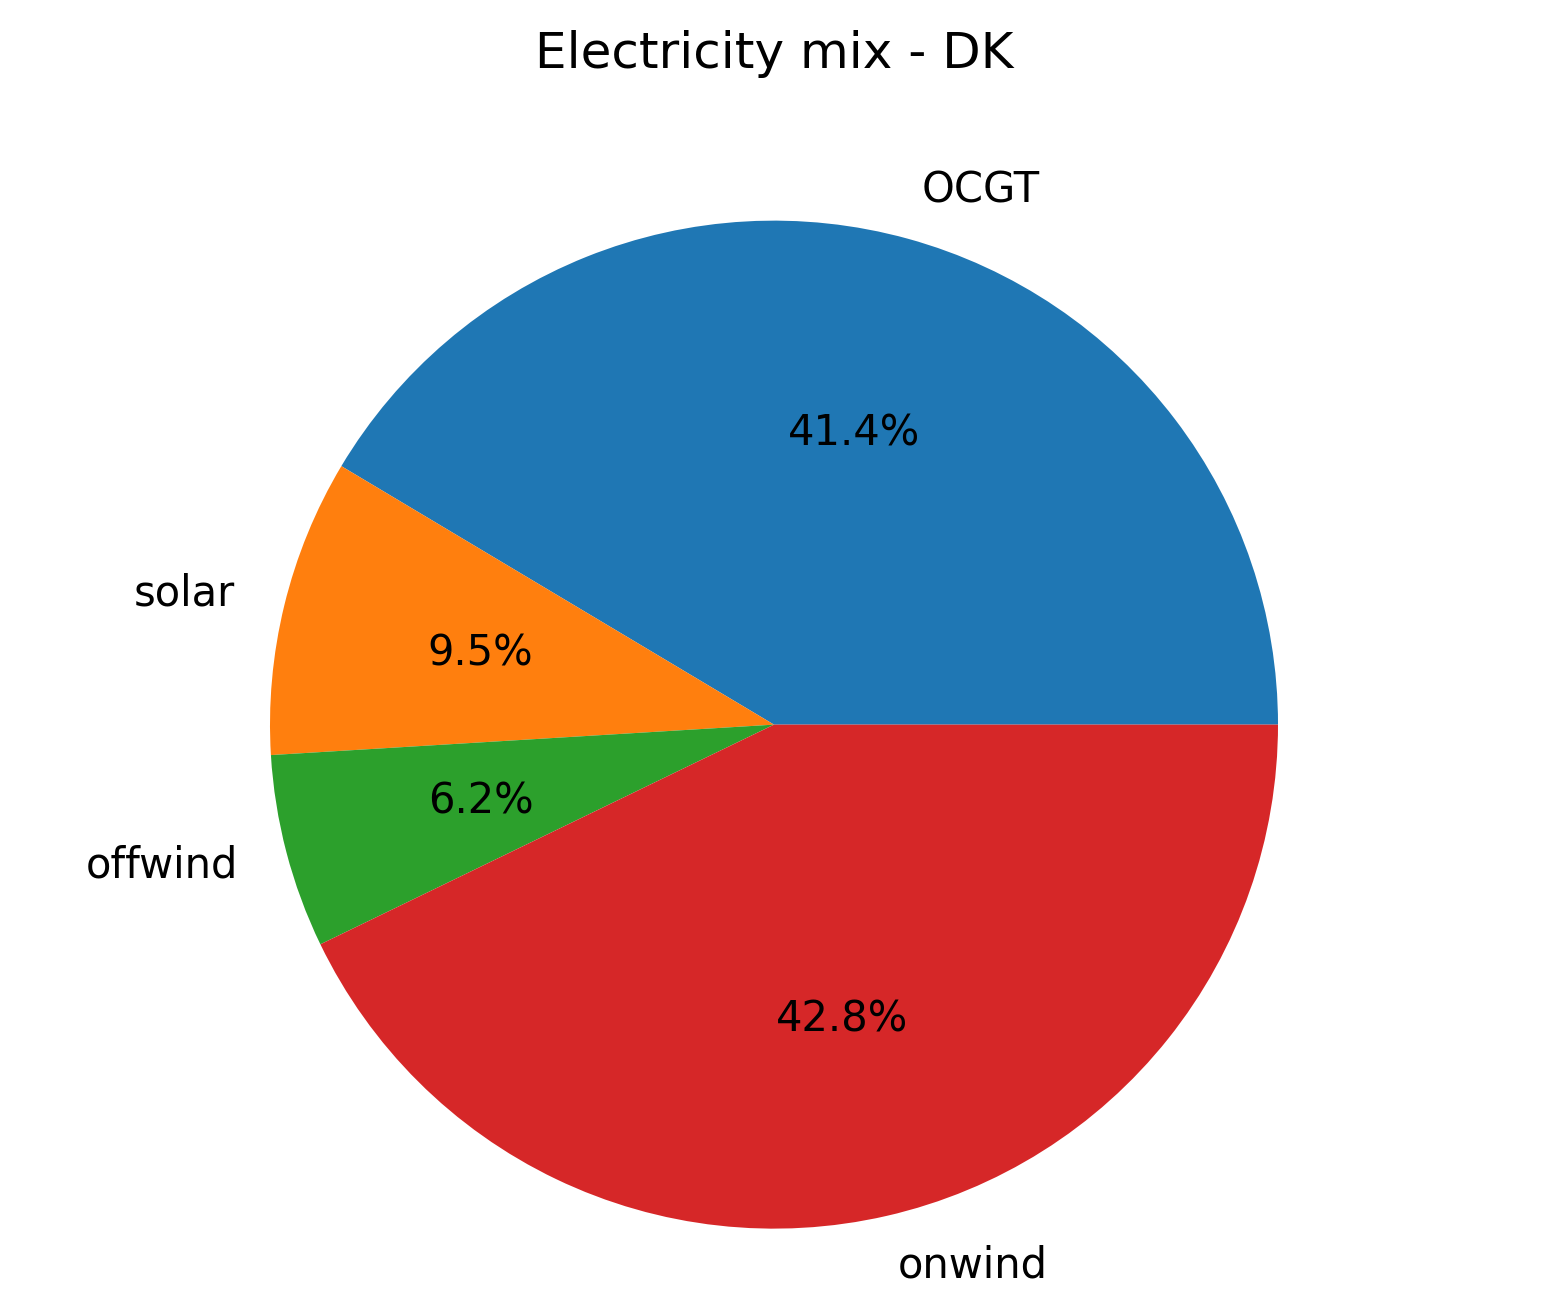 Electricity mix - DK
OCGT
41.4%
solar
9.5%
6.2%
offwind
42.8%
onwind